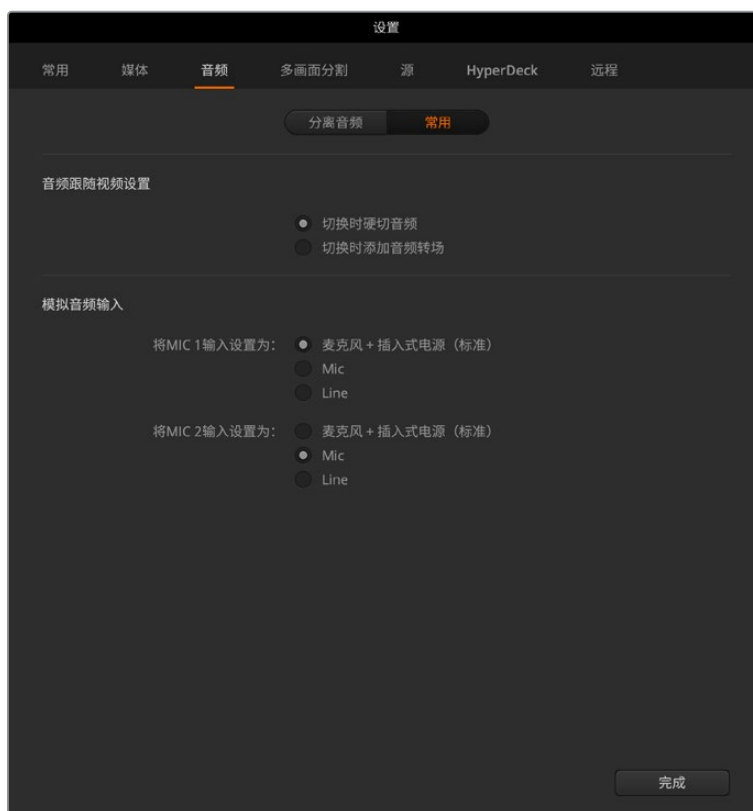 设置
常用 媒体 音频 多画面分割 源 HyperDeck 远程
分离音频 常用
音频跟随视频设置
切换时硬切音频
切换时添加音频转场
模拟音频输入
将MIC 1输入设置为： 麦克风 + 插入式电源（标准）
Mic
Line
将MIC 2输入设置为： 麦克风 + 插入式电源（标准）
Mic
Line
完成